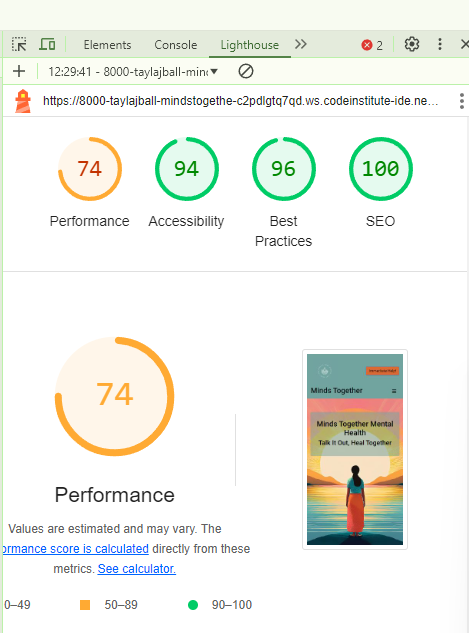 Elements Console Lighthouse 2
12:29:41 - 8000-taylajball-min
https://8000-taylajball-mindstogethe-c2pdlgtq7qd.ws.codeinstitute-ide.ne…
74 94 96 100
Performance Accessibility Best Practices SEO
74
Minds Together
Minds Together Mental
Health
Talk It Out, Heal Together
Performance
Values are estimated and may vary. The
ormance score is calculated directly from these
metrics. See calculator.
0–49 50–89 90–100